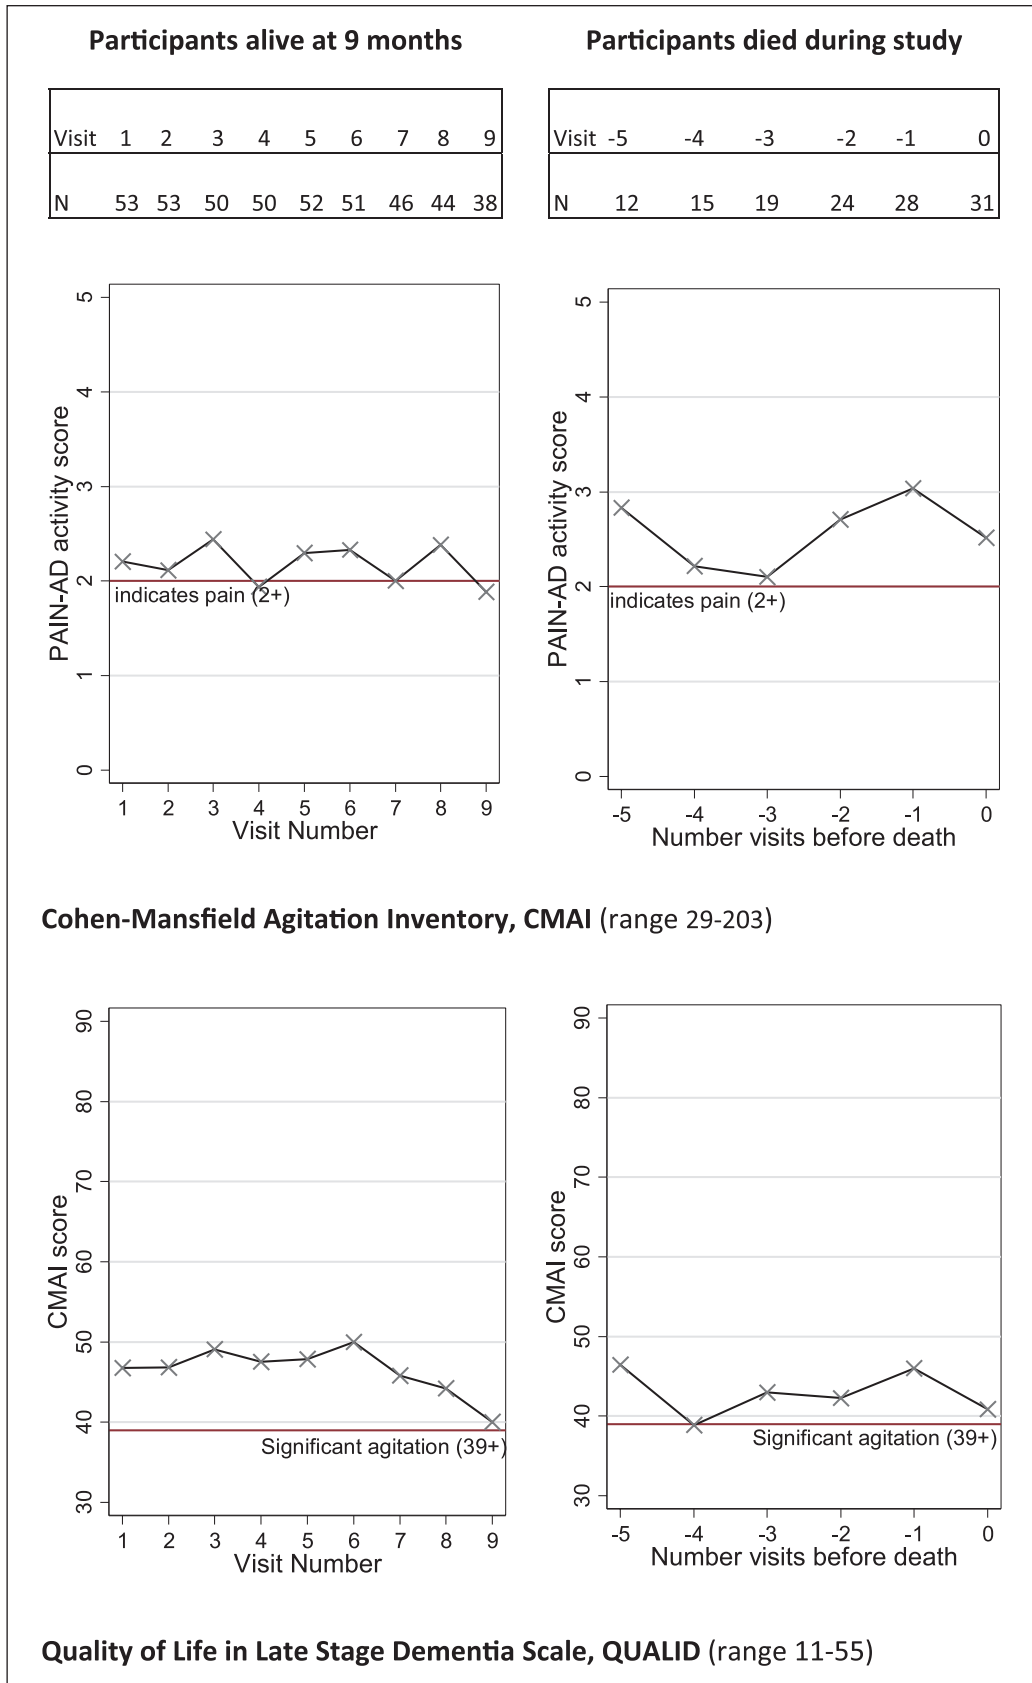 Participants alive at 9 months
Participants died during study
Visit 1 2 3 4 5 6 7 8 9
N 53 53 50 50 52 51 46 44 38
Visit -5 -4 -3 -2 -1 0
N 12 15 19 24 28 31
PAIN-AD activity score
5
4
3
2
1
0
indicates pain (2+)
1 2 3 4 5 6 7 8 9
Visit Number
PAIN-AD activity score
5
4
3
2
1
0
indicates pain (2+)
-5 -4 -3 -2 -1 0
Number visits before death
Cohen-Mansfield Agitation Inventory, CMAI (range 29-203)
CMAI score
90
80
70
60
50
40
30
Significant agitation (39+)
1 2 3 4 5 6 7 8 9
Visit Number
CMAI score
90
80
70
60
50
40
30
Significant agitation (39+)
-5 -4 -3 -2 -1 0
Number visits before death
Quality of Life in Late Stage Dementia Scale, QUALID (range 11-55)